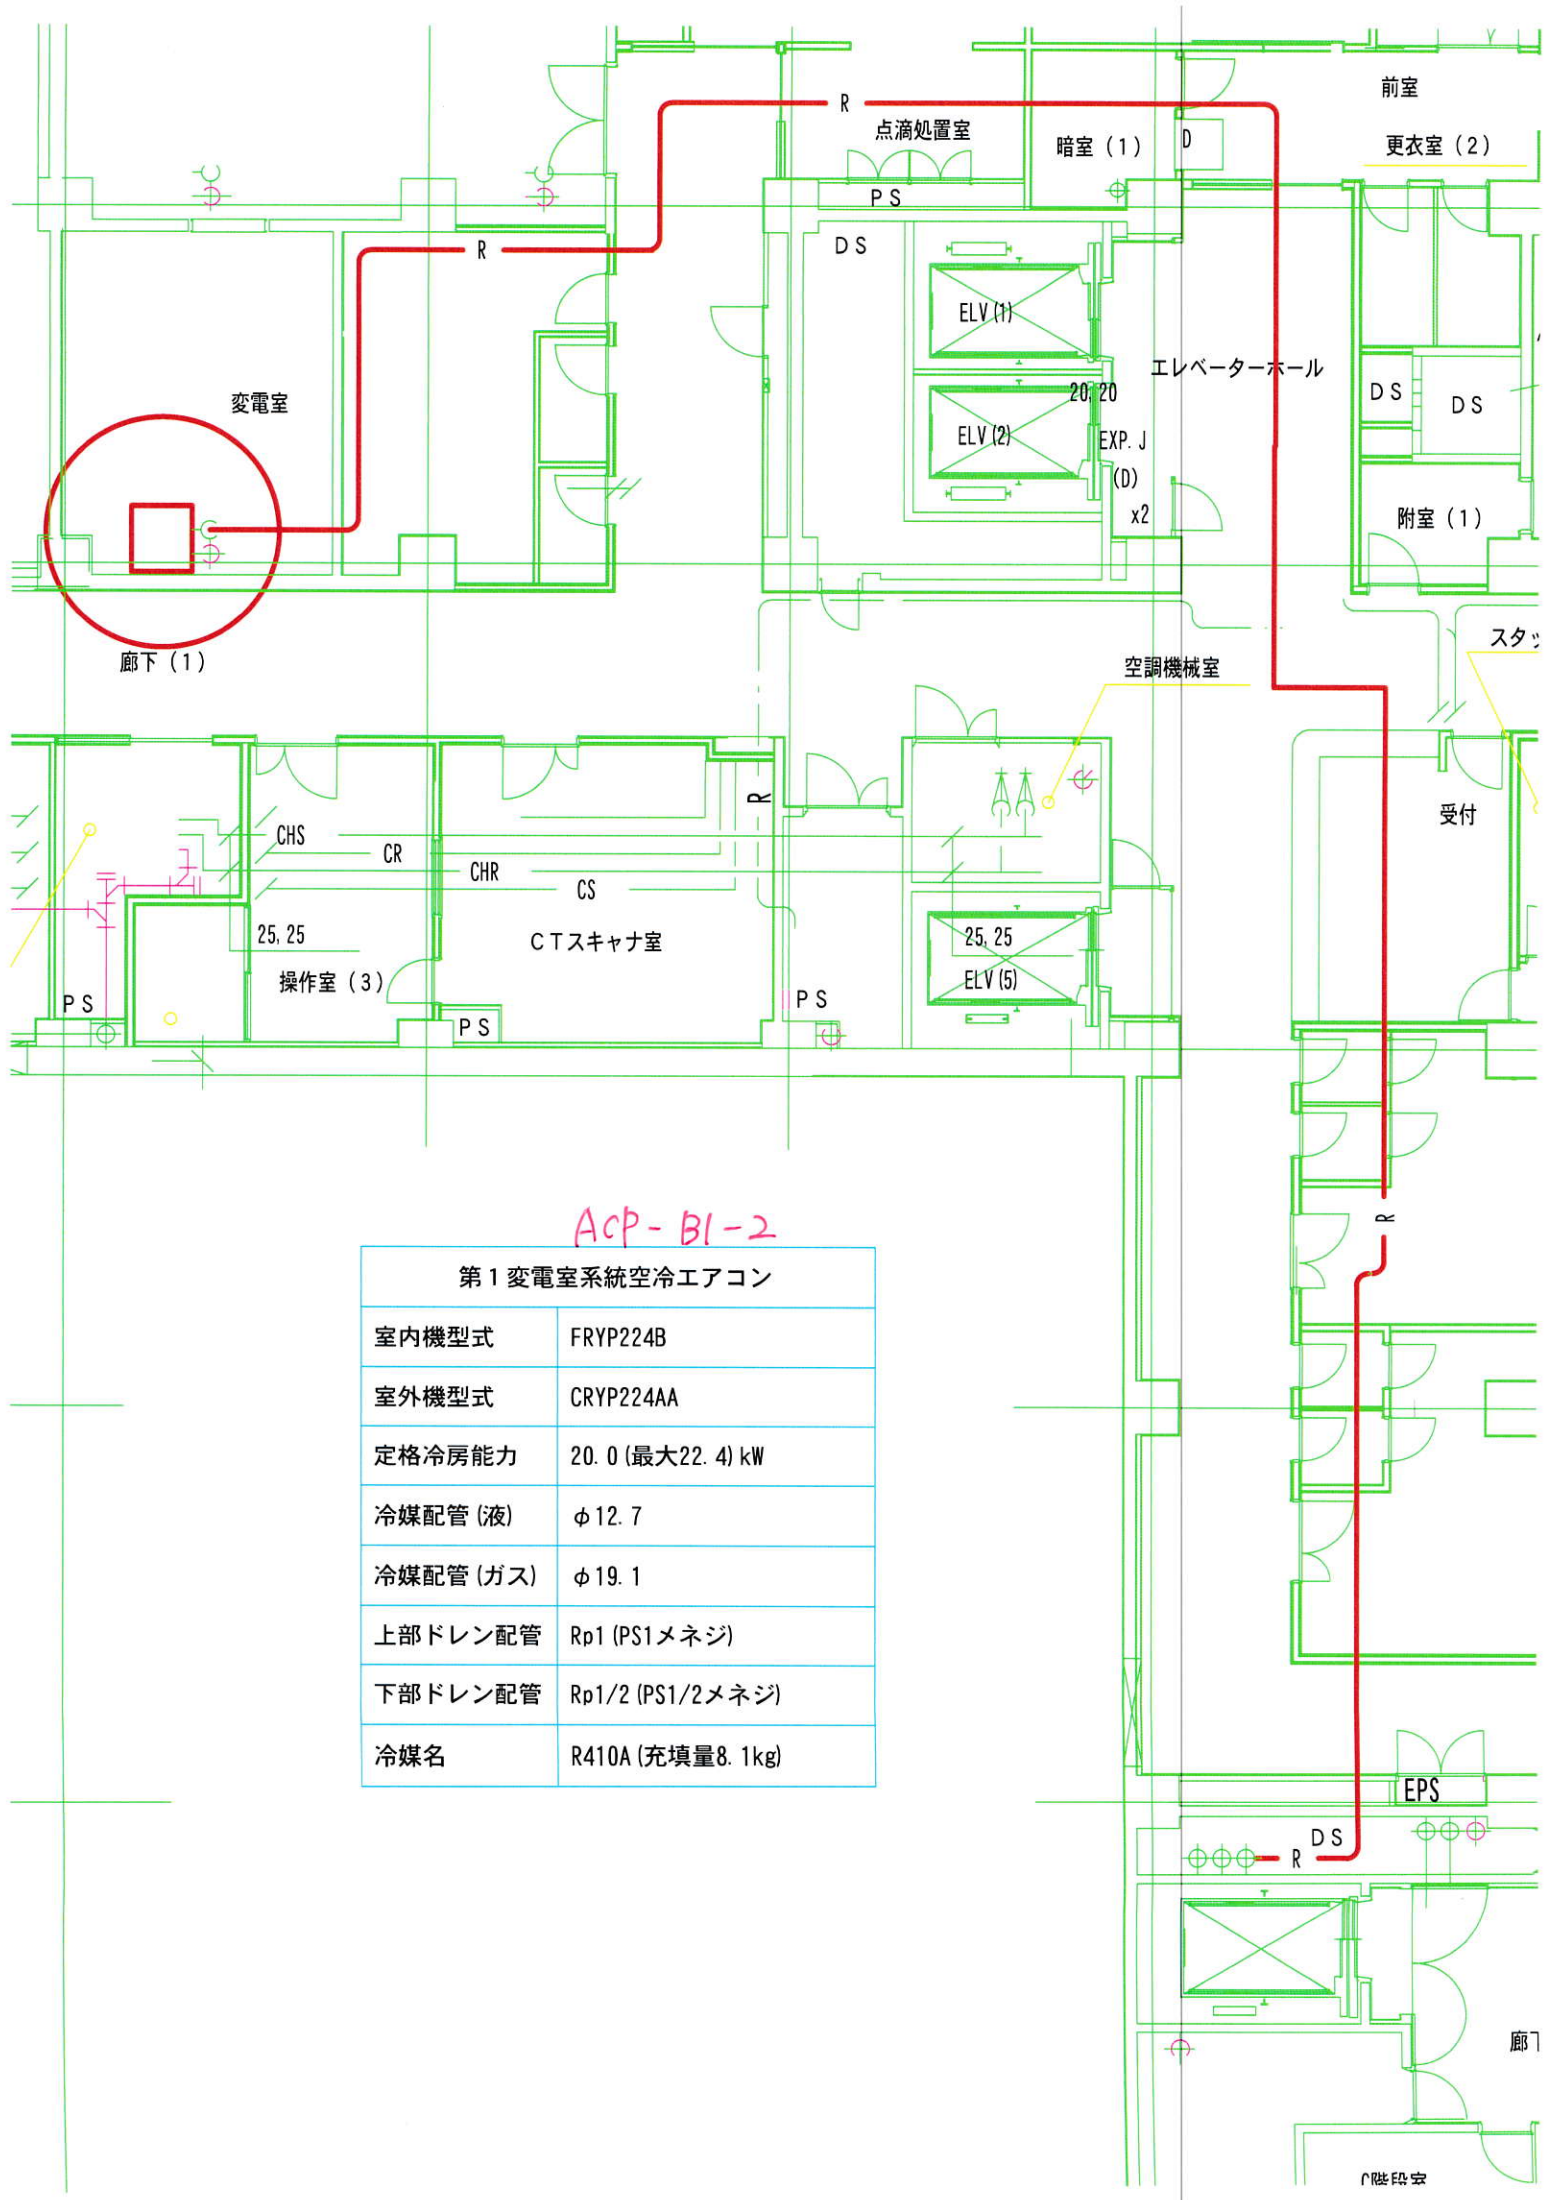 前室
R
点滴処置室
暗室（1）
D
更衣室（2）
PS
DS
R
ELV(1)
エレベーターホール
20,20
DS
DS
変電室
ELV(2)
EXP.J
(D)
x2
附室（1）
廊下（1）
空調機械室
スタッ
R
受付
CHS
CR
CHR
CS
25,25
CTスキャナ室
25,25
操作室（3）
ELV(5)
PS
PS
PS
ACP-B1-2
R
第1変電室系統空冷エアコン
室内機型式 FRYP224B
室外機型式 CRYP224AA
定格冷房能力 20.0(最大22.4)kW
冷媒配管(液) φ12.7
冷媒配管(ガス) φ19.1
上部ドレン配管 Rp1(PS1メネジ)
下部ドレン配管 Rp1/2(PS1/2メネジ)
冷媒名 R410A(充填量8.1kg)
EPS
DS
R
廊下
C階段室